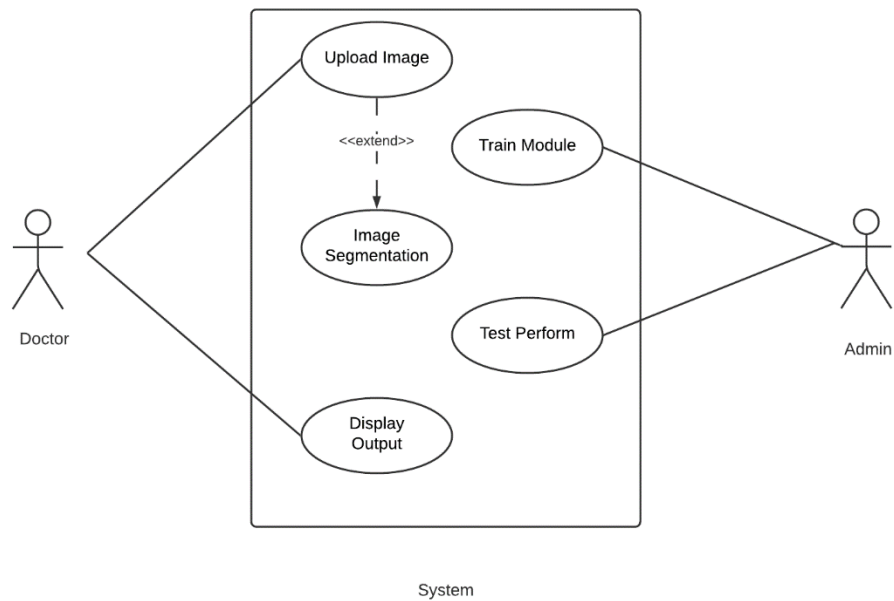 Upload Image
<<extend>>
Train Module
Image
Segmentation
Test Perform
Doctor
Admin
Display
Output
System